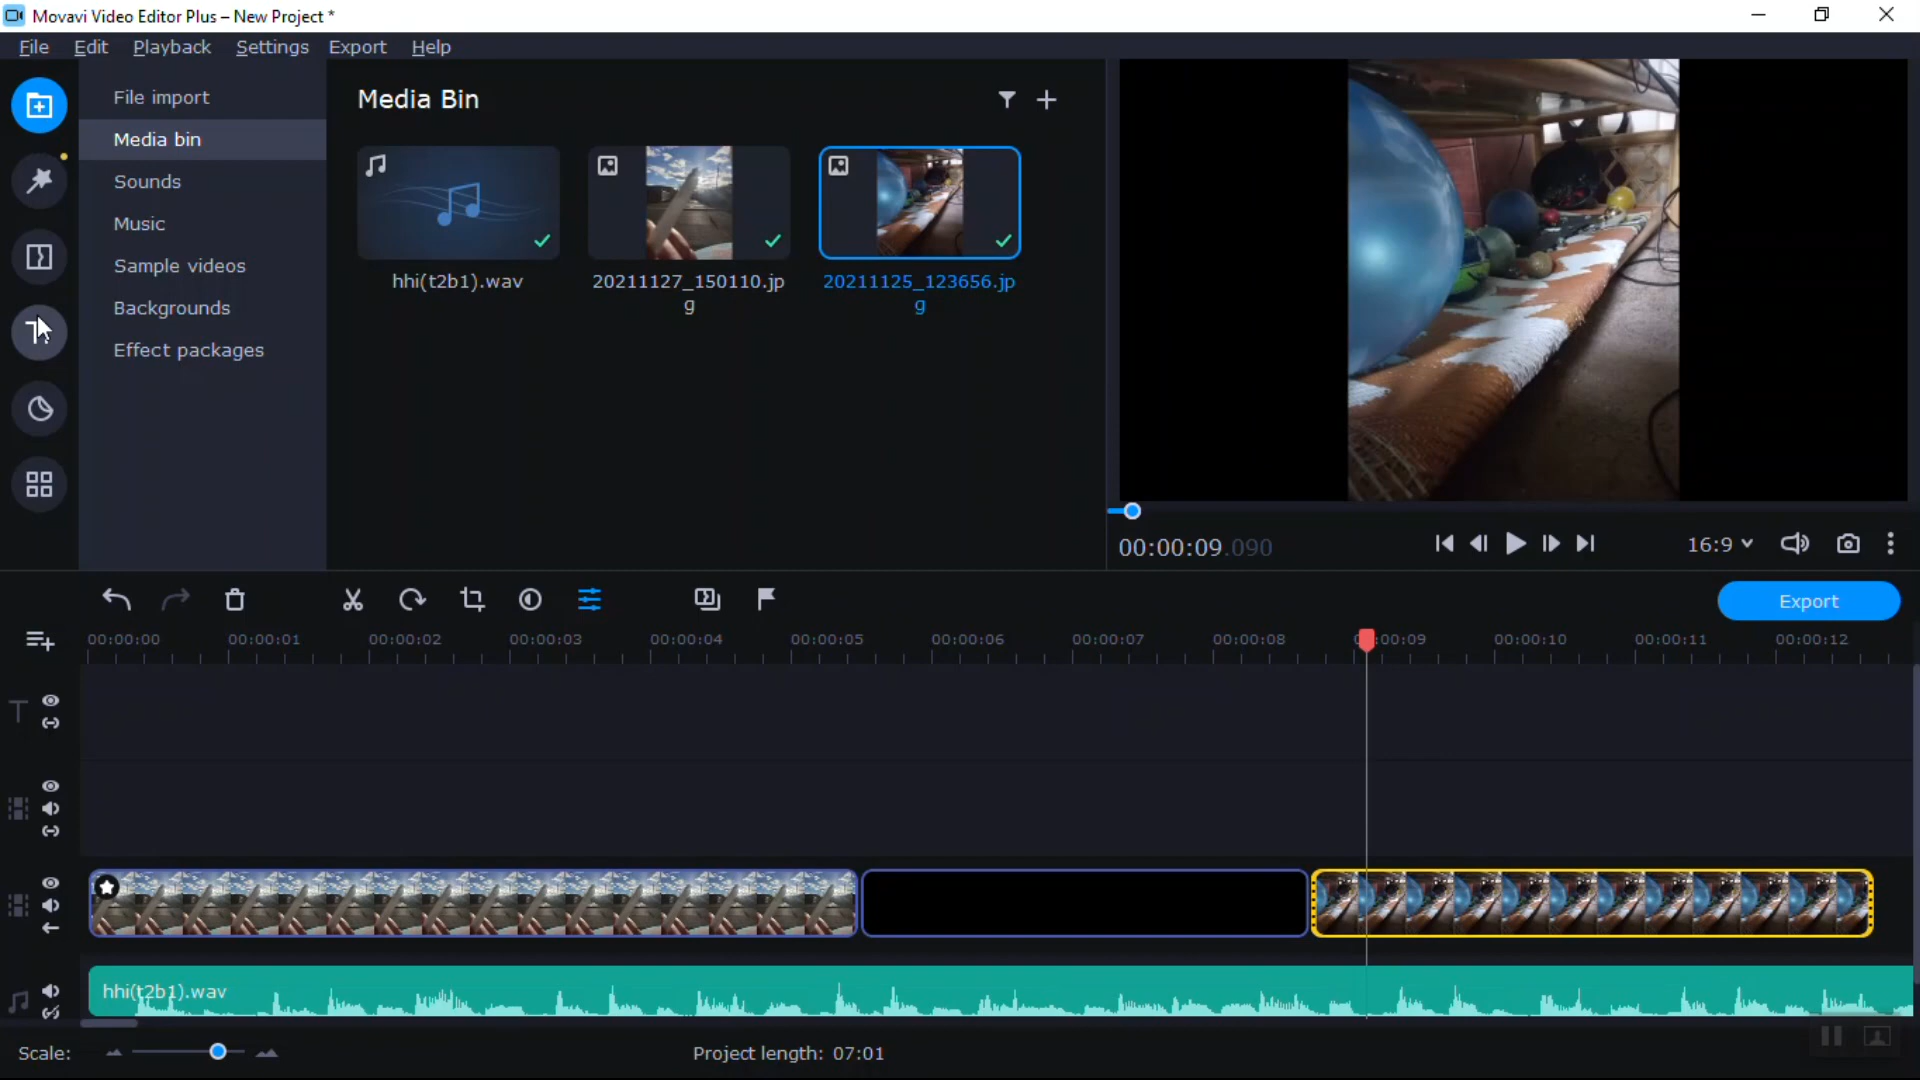 Movavi Video Editor Plus – New Project *
File Edit Playback Settings Export Help
File import
Media bin
Sounds
Music
Sample videos
Backgrounds
Effect packages
Media Bin
hhi(t2b1).wav
20211127_150110.jp
g
20211125_123656.jp
g
00:00:09.090
16:9
Export
00:00:00 00:00:01 00:00:02 00:00:03 00:00:04 00:00:05 00:00:06 00:00:07 00:00:08 :00:09 00:00:10 00:00:11 00:00:12
hhi(t2b1).wav
Scale:
Project length: 07:01